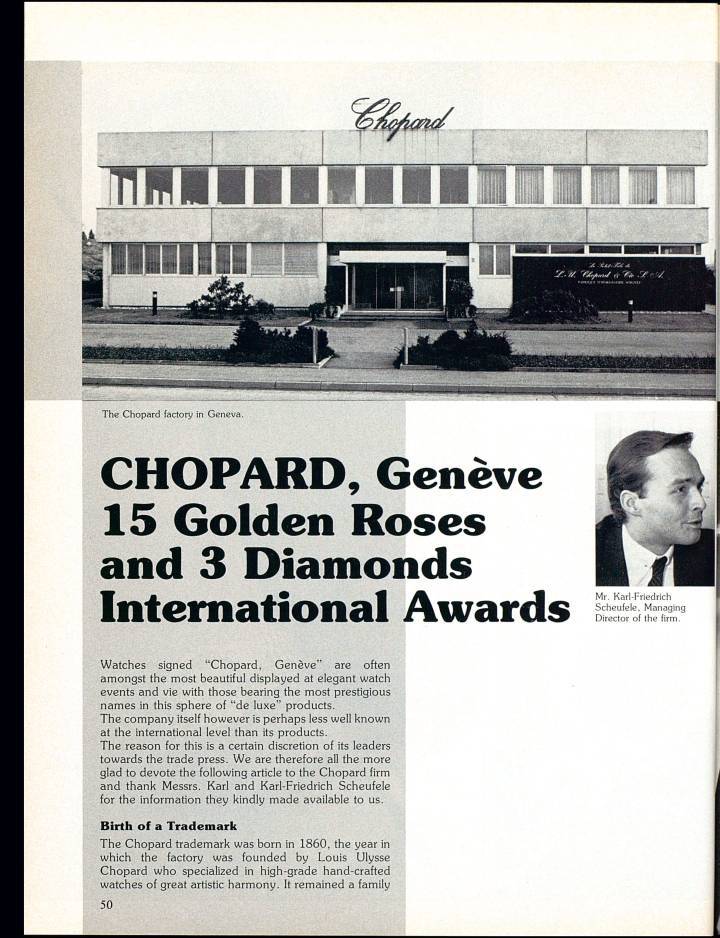 Chopard
Le Petit-Fils de
L.U. Chopard & Cie S.A.
The Chopard factory in Geneva.
CHOPARD, Genève
15 Golden Roses
and 3 Diamonds
International Awards
Mr. Karl-Friedrich
Scheufele, Managing
Director of the firm.
Watches signed “Chopard, Genève” are often
amongst the most beautiful displayed at elegant watch
events and vie with those bearing the most prestigious
names in this sphere of “de luxe” products.
The company itself however is perhaps less well known
at the international level than its products.
The reason for this is a certain discretion of its leaders
towards the trade press. We are therefore all the more
glad to devote the following article to the Chopard firm
and thank Messrs. Karl and Karl-Friedrich Scheufele
for the information they kindly made available to us.
Birth of a Trademark
The Chopard trademark was born in 1860, the year in
which the factory was founded by Louis Ulysse
Chopard who specialized in high-grade hand-crafted
watches of great artistic harmony. It remained a family
50